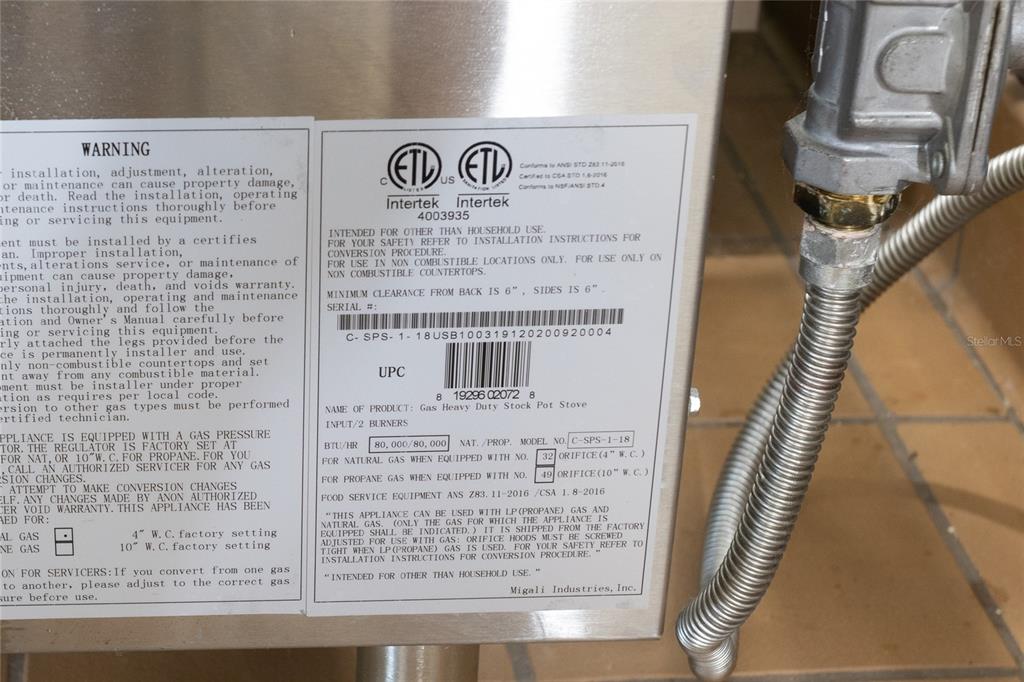 WARNING
installation, adjustment, alteration,
or maintenance can cause property damage,
or death. Read the installation, operating
ntenance instructions thoroughly before
ing or servicing this equipment.
ent must be installed by a certifies
an. Improper installation,
ents, alterations service, or maintenance of
uipment can cause property damage,
personal injury, death, and voids warranty.
the installation, operating and maintenance
tions thoroughly and follow the
ation and Owner's Manual carefully before
ing or servicing this equipment.
rly attached the legs provided before the
ce is permanently installer and use.
nly non-combustible countertops and set
nt away from any combustible material.
pment must be installer under proper
ation as requires per local code.
ersion to other gas types must be performed
ertified technician.
APPLIANCE IS EQUIPPED WITH A GAS PRESSURE
TOR. THE REGULATOR IS FACTORY SET AT
FOR NAT, OR 10"W.C. FOR PROPANE. FOR YOU
, CALL AN AUTHORIZED SERVICER FOR ANY GAS
RSION CHANGES.
T ATTEMPT TO MAKE CONVERSION CHANGES
ELF. ANY CHANGES MADE BY ANON AUTHORIZED
CER VOID WARRANTY. THIS APPLIANCE HAS BEEN
AED FOR:
AL GAS 4" W.C. factory setting
NE GAS 10" W.C. factory setting
ION FOR SERVICERS:If you convert from one gas
to another, please adjust to the correct gas
sure before use.
C ETL LISTED US ETL SANITATION LISTED
Intertek Intertek
4003935
Conforms to ANSI STD Z83.11-2016
Certified to CSA STD 1.8-2016
Conforms to NSF/ANSI STD 4
INTENDED FOR OTHER THAN HOUSEHOLD USE.
FOR YOUR SAFETY REFER TO INSTALLATION INSTRUCTIONS FOR
CONVERSION PROCEDURE.
FOR USE IN NON COMBUSTIBLE LOCATIONS ONLY. FOR USE ONLY ON
NON COMBUSTIBLE COUNTERTOPS.
MINIMUM CLEARANCE FROM BACK IS 6", SIDES IS 6".
SERIAL #:
C- SPS- 1- 18USB100319120200920004
UPC
8 19296 02072 8
NAME OF PRODUCT: Gas Heavy Duty Stock Pot Stove
INPUT/2 BURNERS
BTU/HR 80,000/80,000 NAT./PROP. MODEL NO. C-SPS-1-18
FOR NATURAL GAS WHEN EQUIPPED WITH NO. 32 ORIFICE(4" W.C.)
FOR PROPANE GAS WHEN EQUIPPED WITH NO. 49 ORIFICE(10" W.C.)
FOOD SERVICE EQUIPMENT ANS Z83.11-2016 /CSA 1.8-2016
"THIS APPLIANCE CAN BE USED WITH LP(PROPANE) GAS AND
NATURAL GAS. (ONLY THE GAS FOR WHICH THE APPLIANCE IS
EQUIPPED SHALL BE INDICATED.) IT IS SHIPPED FROM THE FACTORY
ADJUSTED FOR USE WITH GAS: ORIFICE HOODS MUST BE SCREWED
TIGHT WHEN LP(PROPANE) GAS IS USED. FOR YOUR SAFETY REFER TO
INSTALLATION INSTRUCTIONS FOR CONVERSION PROCEDURE."
"INTENDED FOR OTHER THAN HOUSEHOLD USE."
Migali Industries, Inc.
Stellar MLS